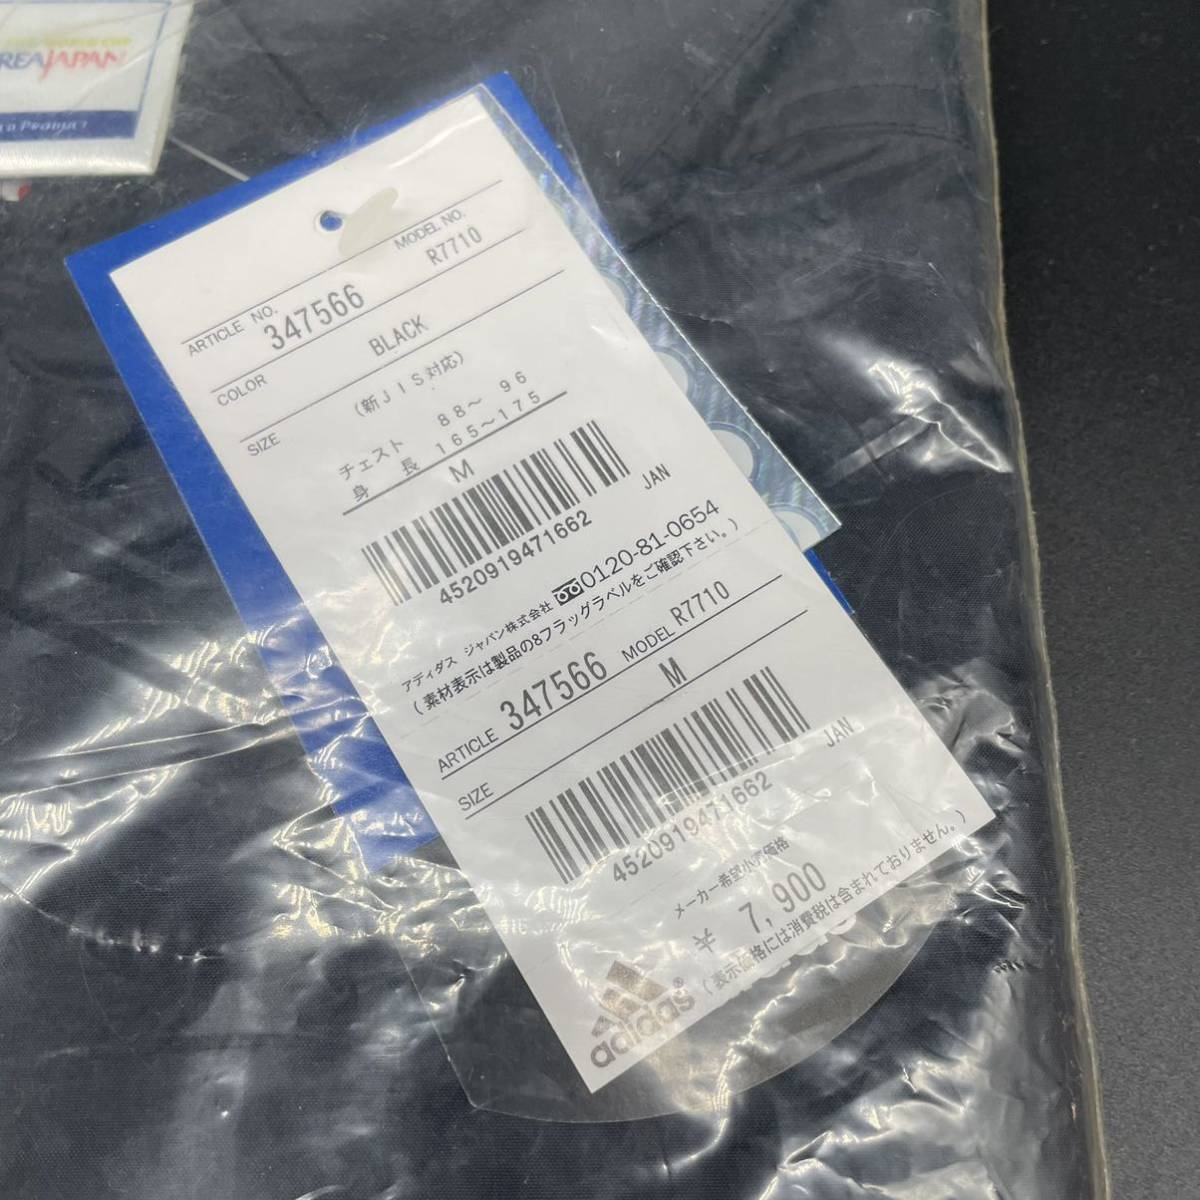 JAPAN
ARTICLE NO.
MODEL NO.
347566
R7710
COLOR
BLACK
SIZE
(新JIS対応)
チェスト 88～ 96
身 長 165～175
M
JAN
4520919471662
アディダス ジャパン株式会社 0120-81-0654
(素材表示は製品の8フラッグラベルをご確認下さい。)
ARTICLE 347566 MODEL R7710
SIZE M
JAN
4520919471662
メーカー希望小売価格
¥ 7,900
(表示価格には消費税は含まれておりません。)
adidas®